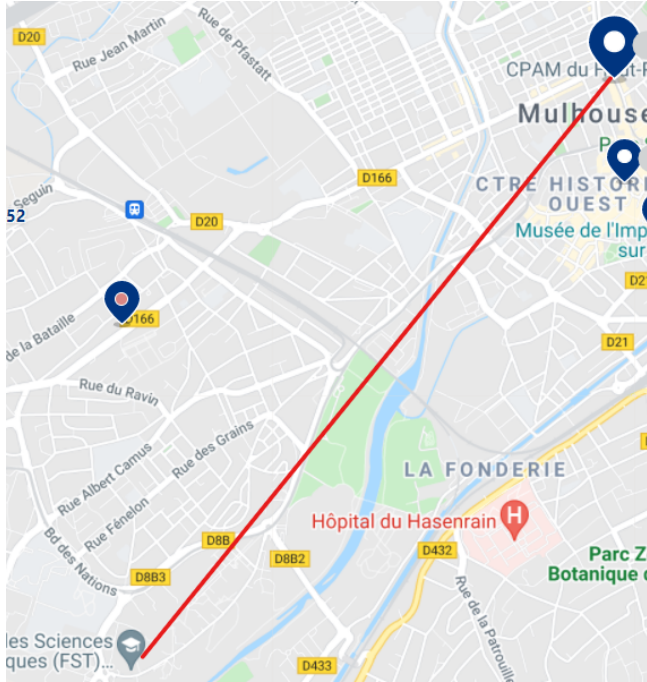 D20
Rue Jean Martin
Rue de Pfastatt
CPAM du Haut-R
Mulhouse
D166
CTRE HISTORI
OUEST
Seguin
52
D20
Musée de l'Imp
sur
D21
D166
de la Bataille
D21
Rue du Ravin
Rue des Grains
Rue Albert Camus
LA FONDERIE
Rue Fénelon
Hôpital du Hasenrain
H
Bd des Nations
D8B
D432
D8B2
D8B3
Parc Z
Botanique d
Rue de la Patrouille
les Sciences
ques (FST)...
D433